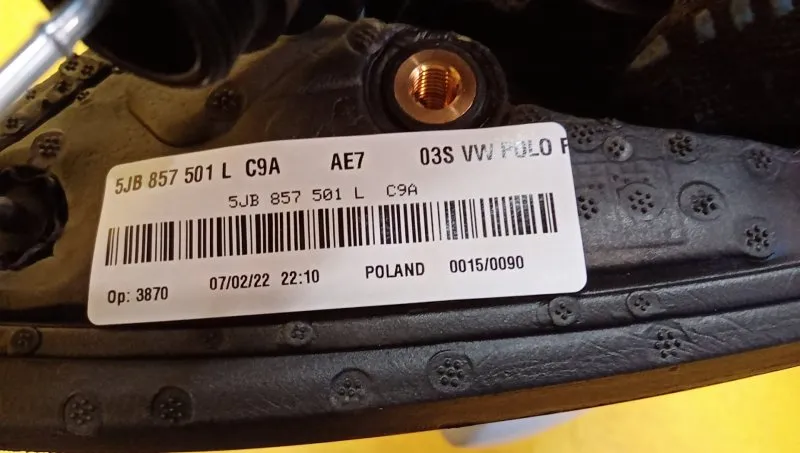 5JB 857 501 L C9A AE7 03S VW POLO F
5JB 857 501 L C9A
Op: 3870 07/02/22 22:10 POLAND 0015/0090